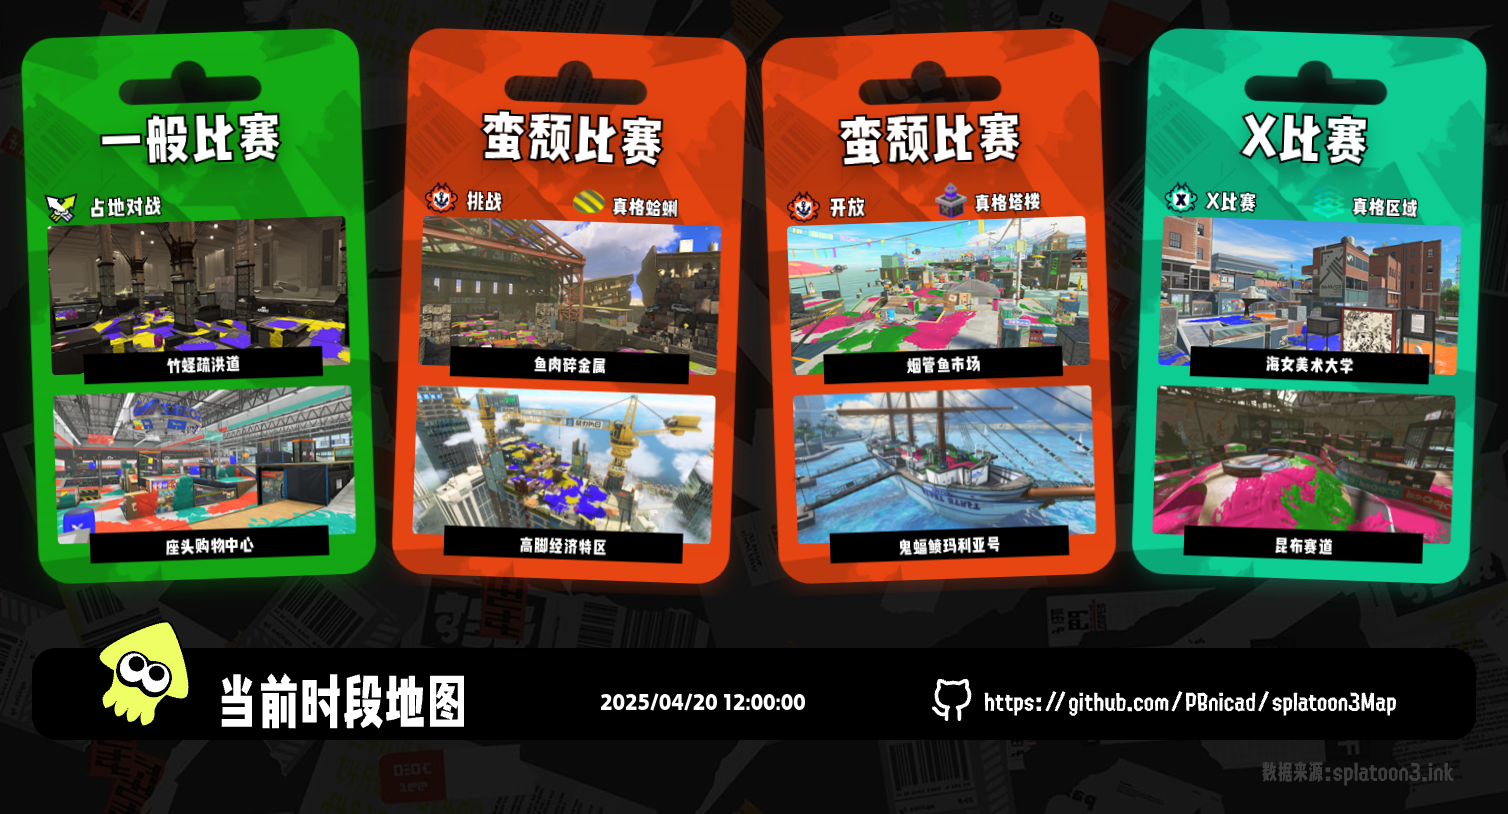 一般比赛
占地对战
竹蛏疏洪道
座头购物中心
蛮颓比赛
挑战
真格蛤蜊
鱼肉碎金属
高脚经济特区
蛮颓比赛
开放
真格塔楼
烟管鱼市场
鬼蝠鲼玛利亚号
X比赛
X比赛
真格区域
海女美术大学
昆布赛道
当前时段地图
2025/04/20 12:00:00
https://github.com/PBnicad/splatoon3Map
数据来源:splatoon3.ink